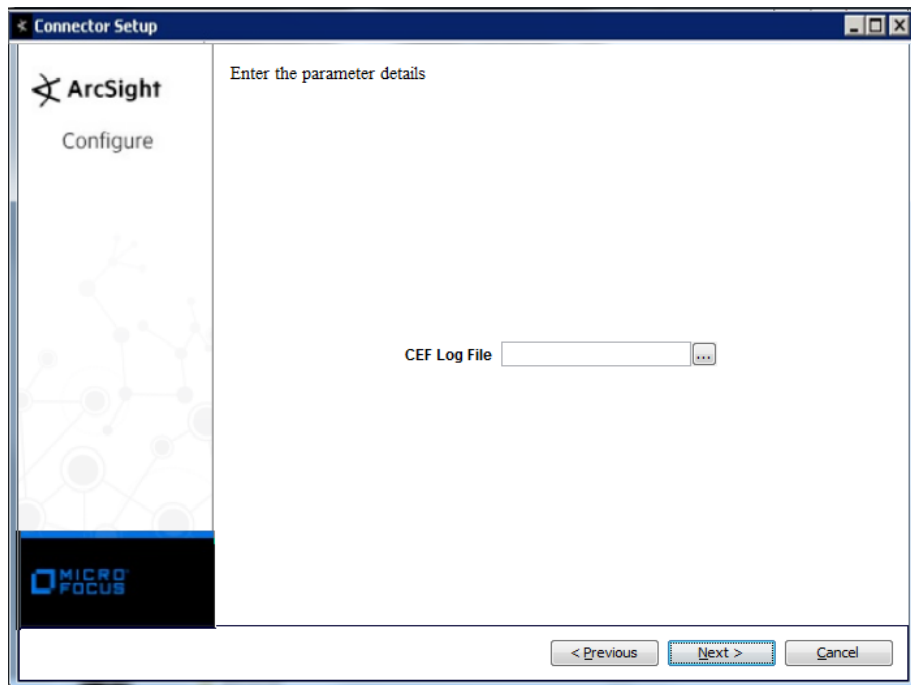 Connector Setup
ArcSight
Configure
Enter the parameter details
CEF Log File
...
MICRO
FOCUS
< Previous
Next >
Cancel